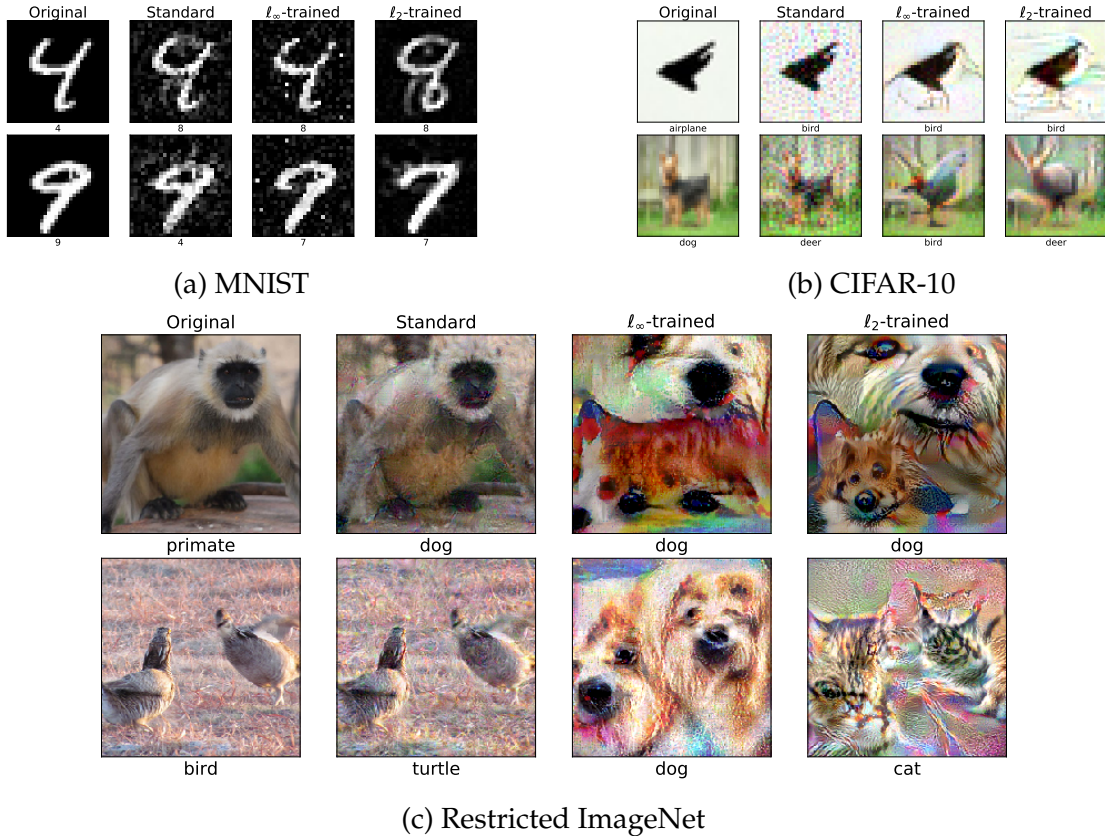 Original Standard ℓ∞-trained ℓ2-trained
4 8 8 8
9 4 7 7
(a) MNIST
Original Standard ℓ∞-trained ℓ2-trained
airplane bird bird bird
dog deer bird deer
(b) CIFAR-10
Original Standard ℓ∞-trained ℓ2-trained
primate dog dog dog
bird turtle dog cat
(c) Restricted ImageNet